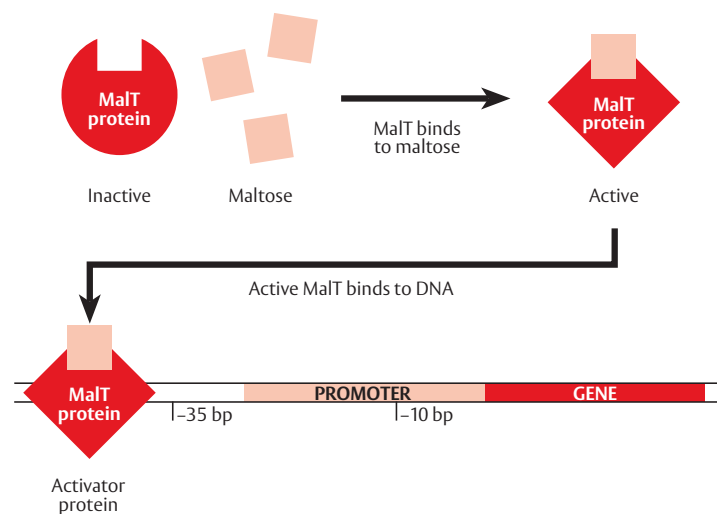 MalT
protein
MalT
protein
MalT binds
to maltose
Inactive
Maltose
Active
Active MalT binds to DNA
MalT
protein
PROMOTER
GENE
–35 bp
–10 bp
Activator
protein